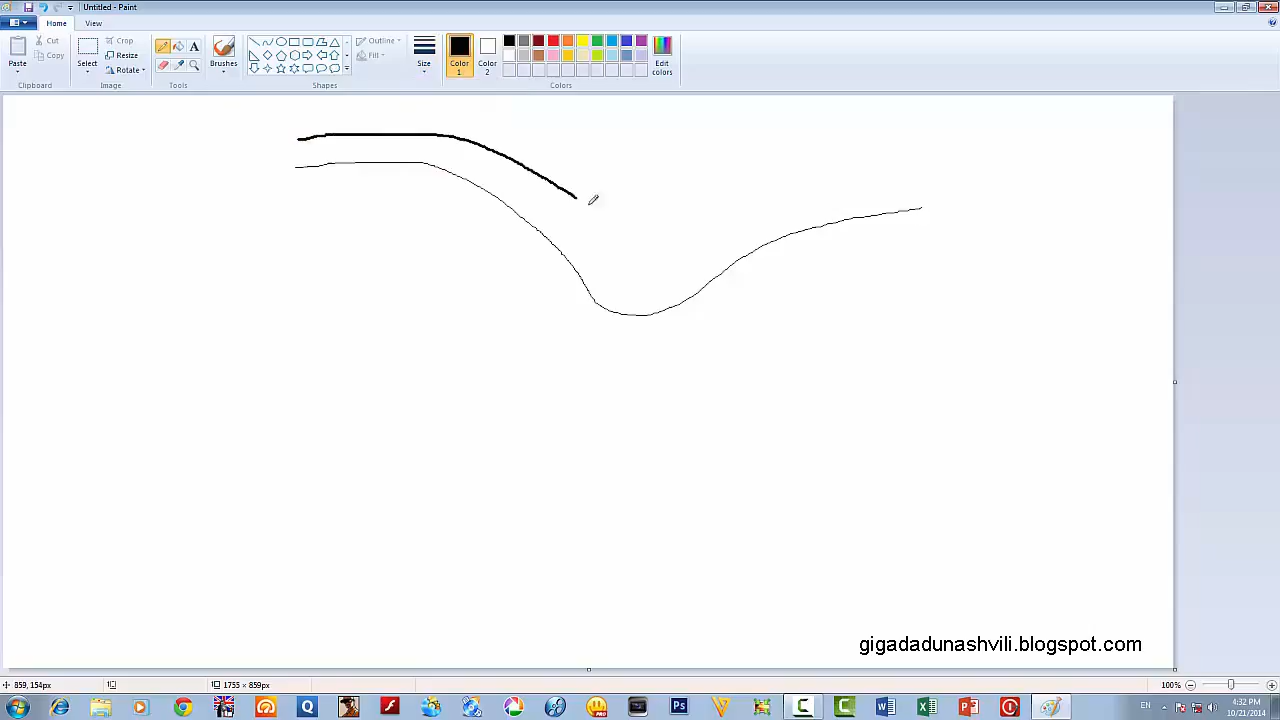 Untitled - Paint
Home View
Paste
Cut
Copy
Clipboard
Select
Crop
Resize
Rotate
Image
A
Tools
Brushes
Outline
Fill
Shapes
Size
Color 1
Color 2
Edit colors
Colors
gigadadunashvili.blogspot.com
859, 154px
1755 × 859px
100%
EN
4:32 PM
10/21/2014